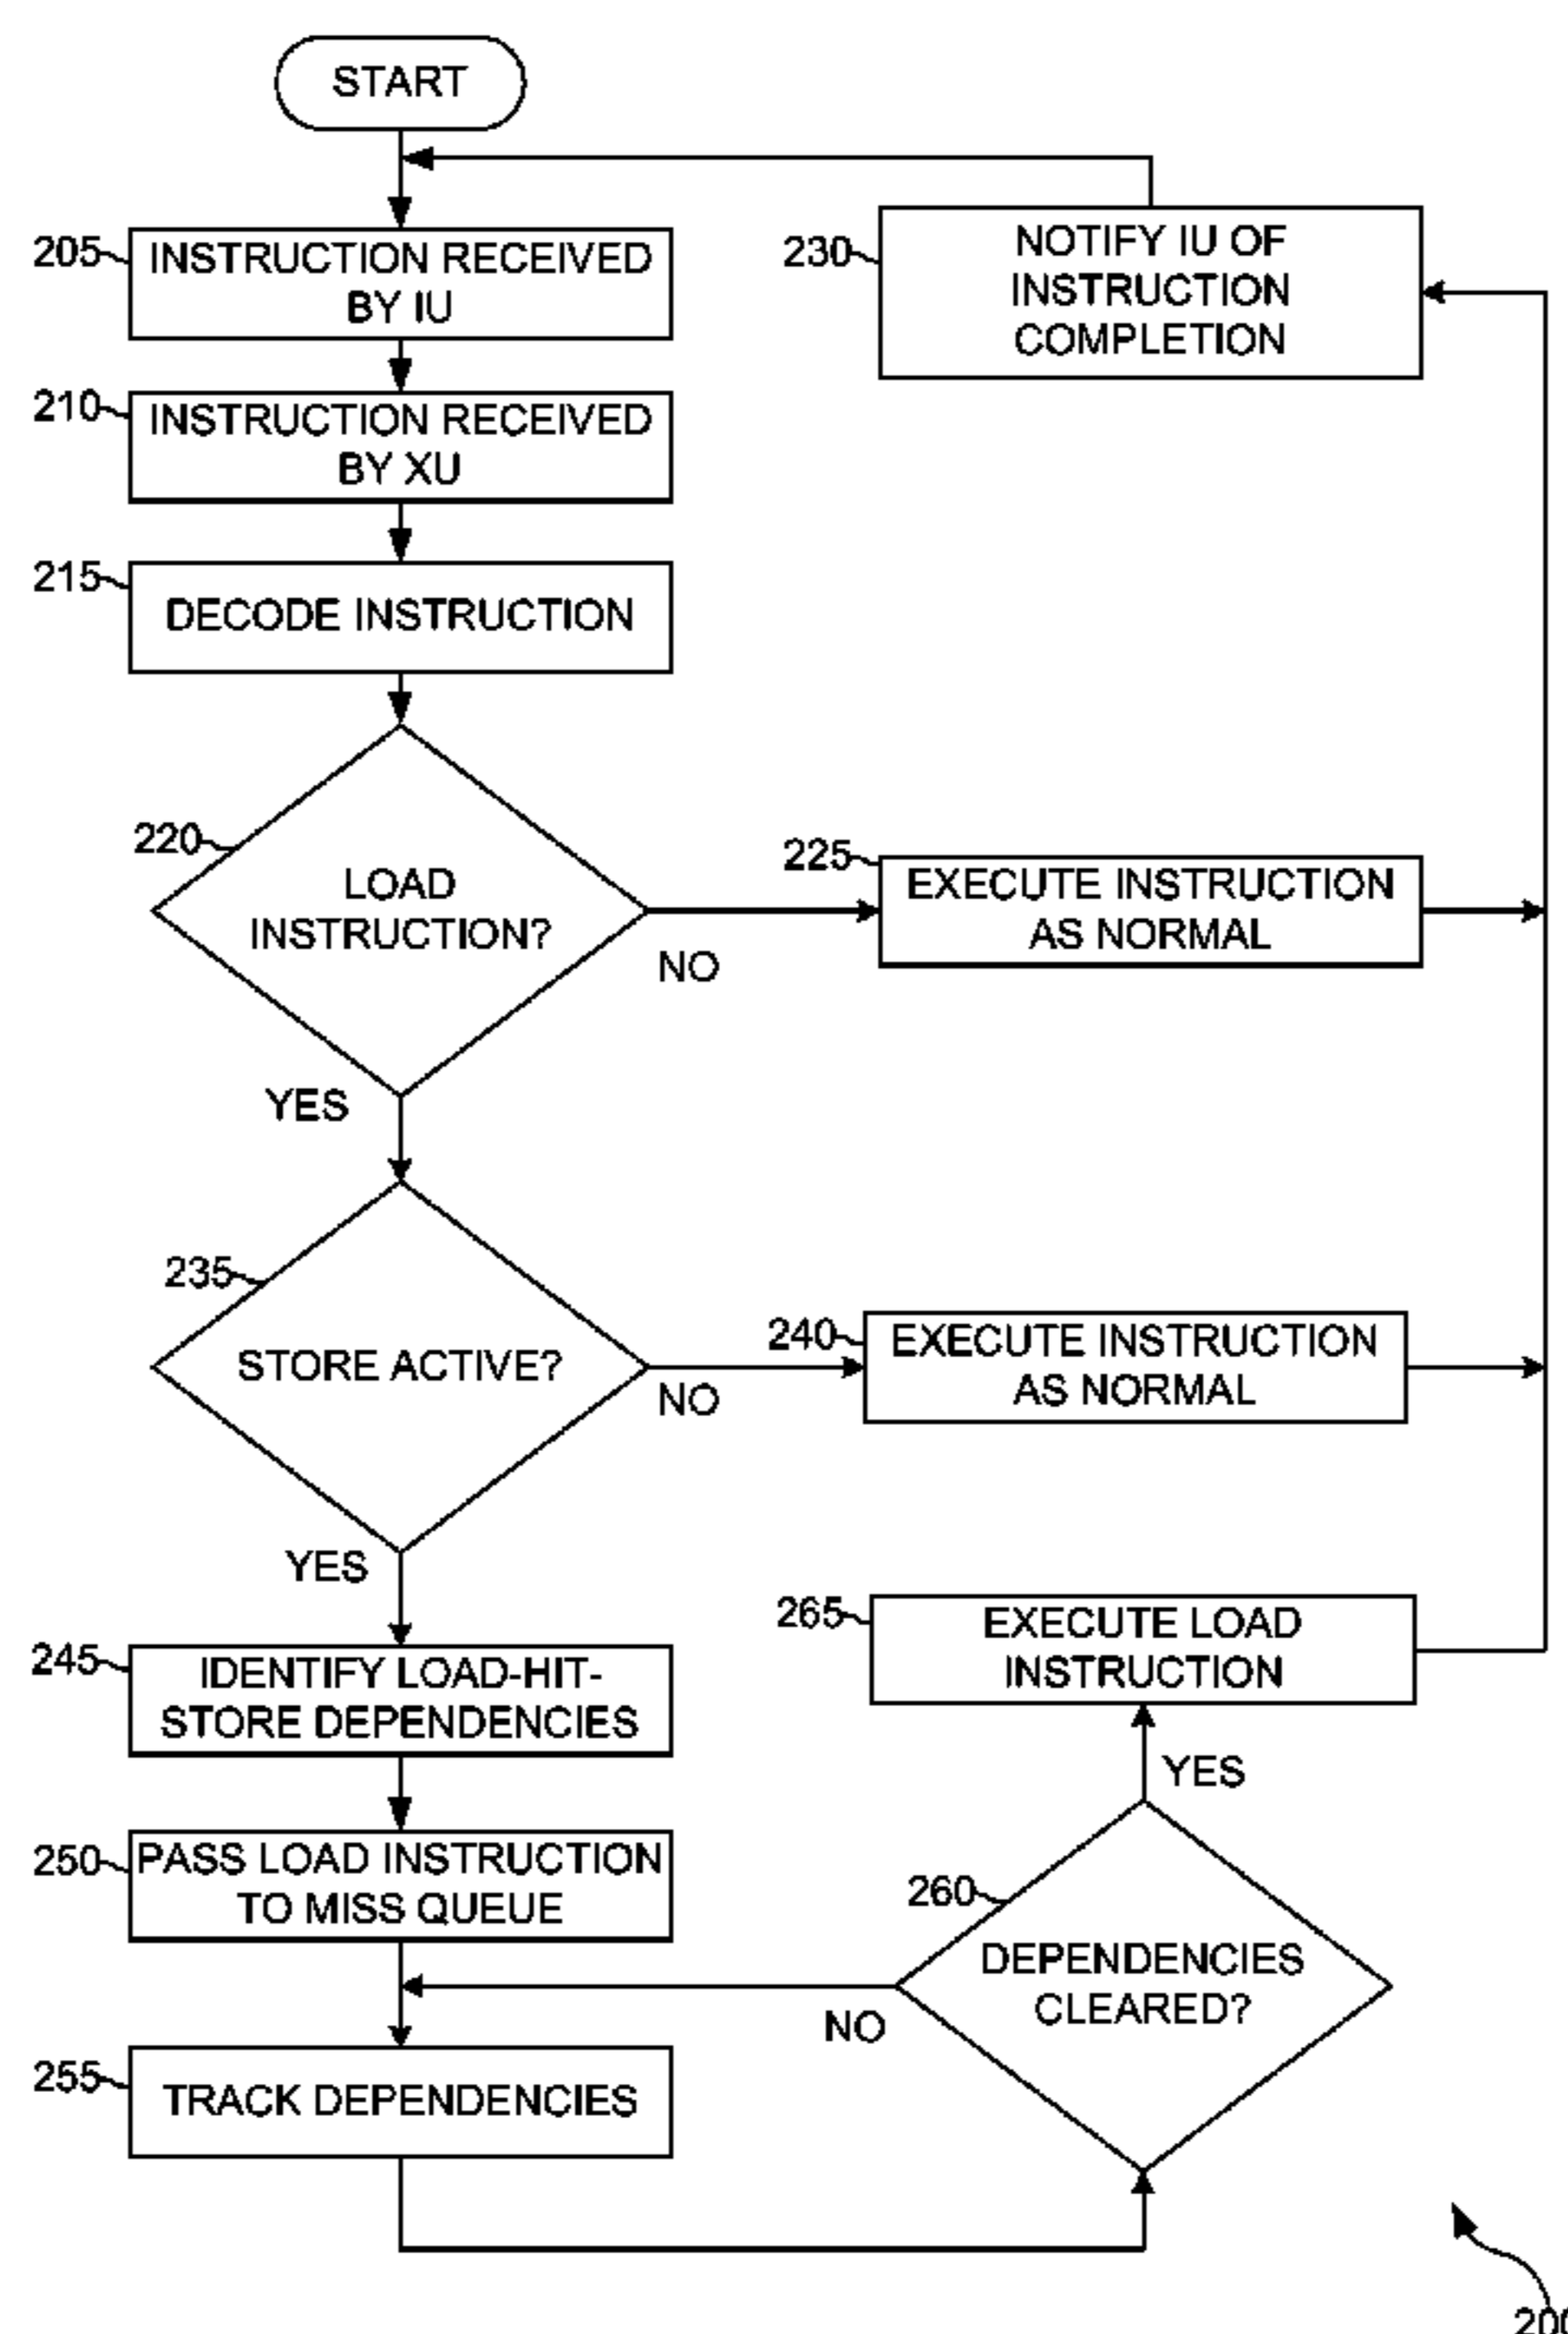 START
205
INSTRUCTION RECEIVED
BY IU
230
NOTIFY IU OF
INSTRUCTION
COMPLETION
210
INSTRUCTION RECEIVED
BY XU
215
DECODE INSTRUCTION
220
LOAD
INSTRUCTION?
NO
225
EXECUTE INSTRUCTION
AS NORMAL
YES
235
STORE ACTIVE?
NO
240
EXECUTE INSTRUCTION
AS NORMAL
YES
245
IDENTIFY LOAD-HIT-
STORE DEPENDENCIES
265
EXECUTE LOAD
INSTRUCTION
YES
250
PASS LOAD INSTRUCTION
TO MISS QUEUE
260
DEPENDENCIES
CLEARED?
NO
255
TRACK DEPENDENCIES
200